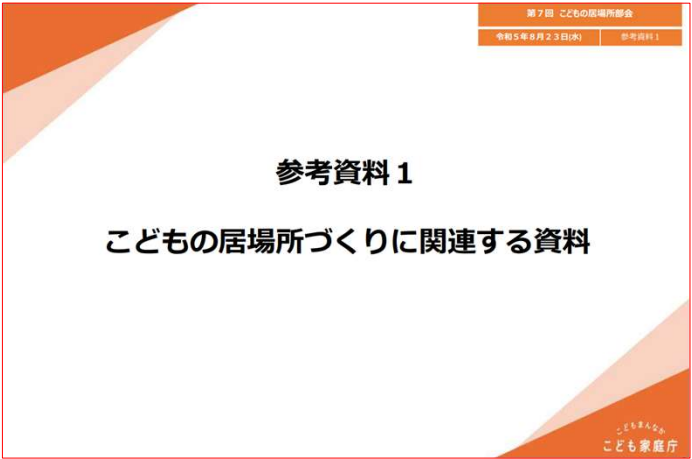 第7回 こどもの居場所部会
令和5年8月23日(水) 参考資料1
参考資料1
こどもの居場所づくりに関連する資料
こどもまんなか
こども家庭庁